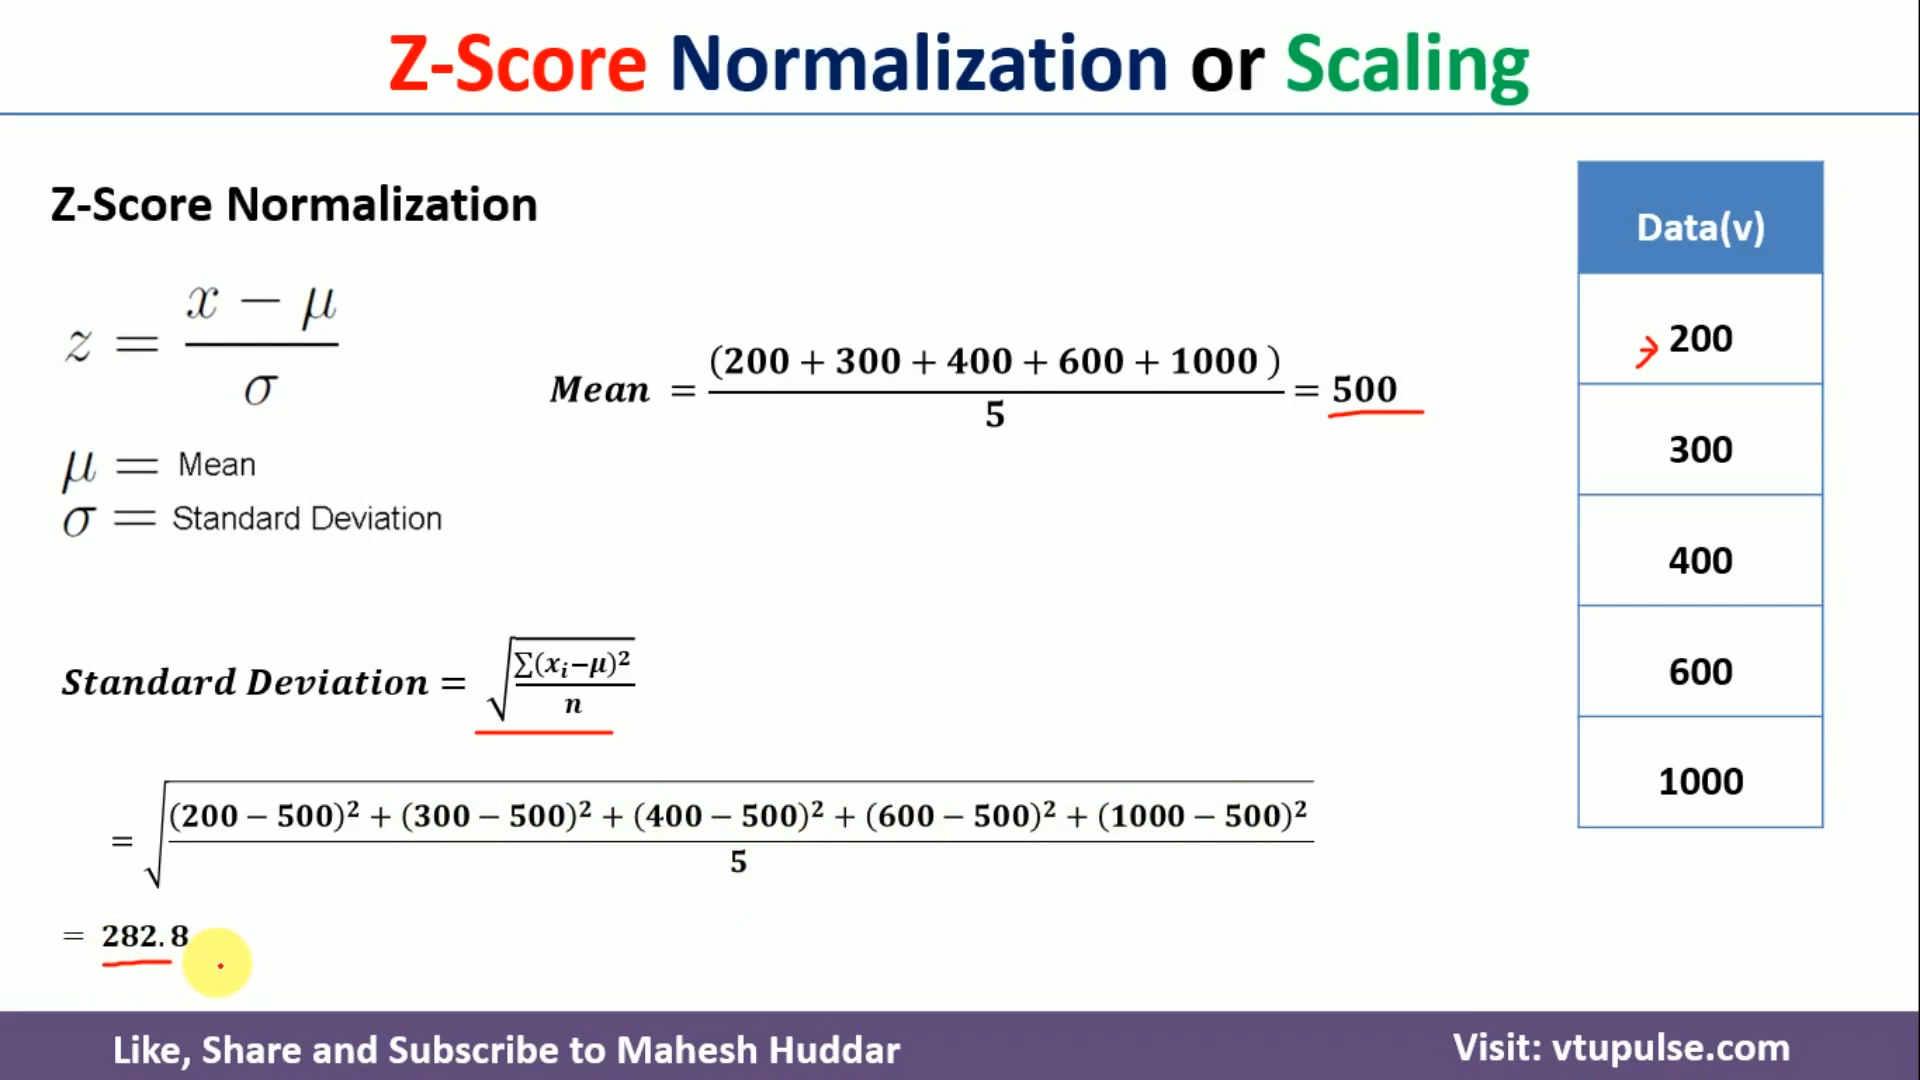 Z-Score Normalization or Scaling
Z-Score Normalization
z = (x − μ) / σ
μ = Mean
σ = Standard Deviation
Mean = (200 + 300 + 400 + 600 + 1000 ) / 5 = 500
Standard Deviation = √(∑(xᵢ−μ)² / n)
= √((200 − 500)² + (300 − 500)² + (400 − 500)² + (600 − 500)² + (1000 − 500)² / 5)
= 282.8
Data(v)
200
300
400
600
1000
Like, Share and Subscribe to Mahesh Huddar
Visit: vtupulse.com